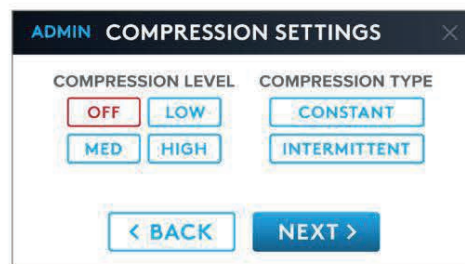 ADMIN COMPRESSION SETTINGS
COMPRESSION LEVEL COMPRESSION TYPE
OFF LOW CONSTANT
MED HIGH INTERMITTENT
< BACK NEXT >